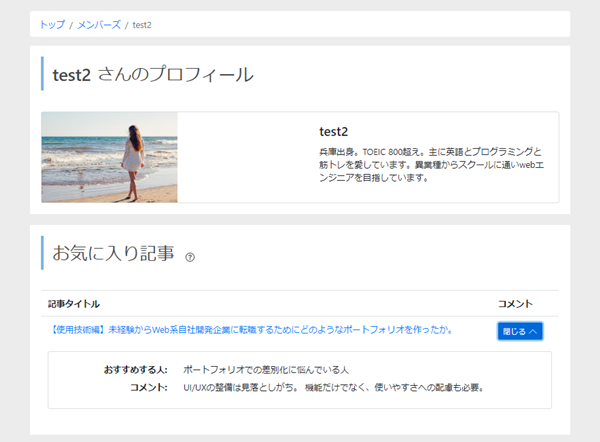 トップ / メンバーズ / test2
test2 さんのプロフィール
test2
兵庫出身。TOEIC 800超え。主に英語とプログラミングと
筋トレを愛しています。異業種からスクールに通いwebエ
ンジニアを目指しています。
お気に入り記事 ?
記事タイトル コメント
【使用技術編】未経験からWeb系自社開発企業に転職するためにどのようなポートフォリオを作ったか。 閉じる
おすすめする人: ポートフォリオでの差別化に悩んでいる人
コメント: UI/UXの整備は見落としがち。 機能だけでなく、使いやすさへの配慮も必要。